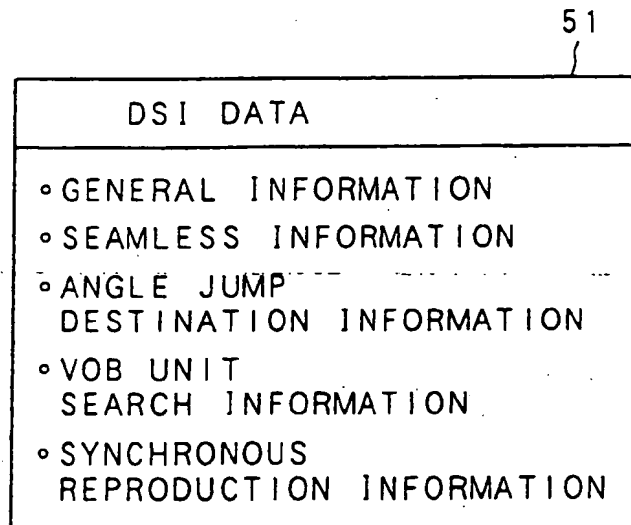 51
DSI DATA
◦GENERAL INFORMATION
◦SEAMLESS INFORMATION
◦ANGLE JUMP
DESTINATION INFORMATION
◦VOB UNIT
SEARCH INFORMATION
◦SYNCHRONOUS
REPRODUCTION INFORMATION